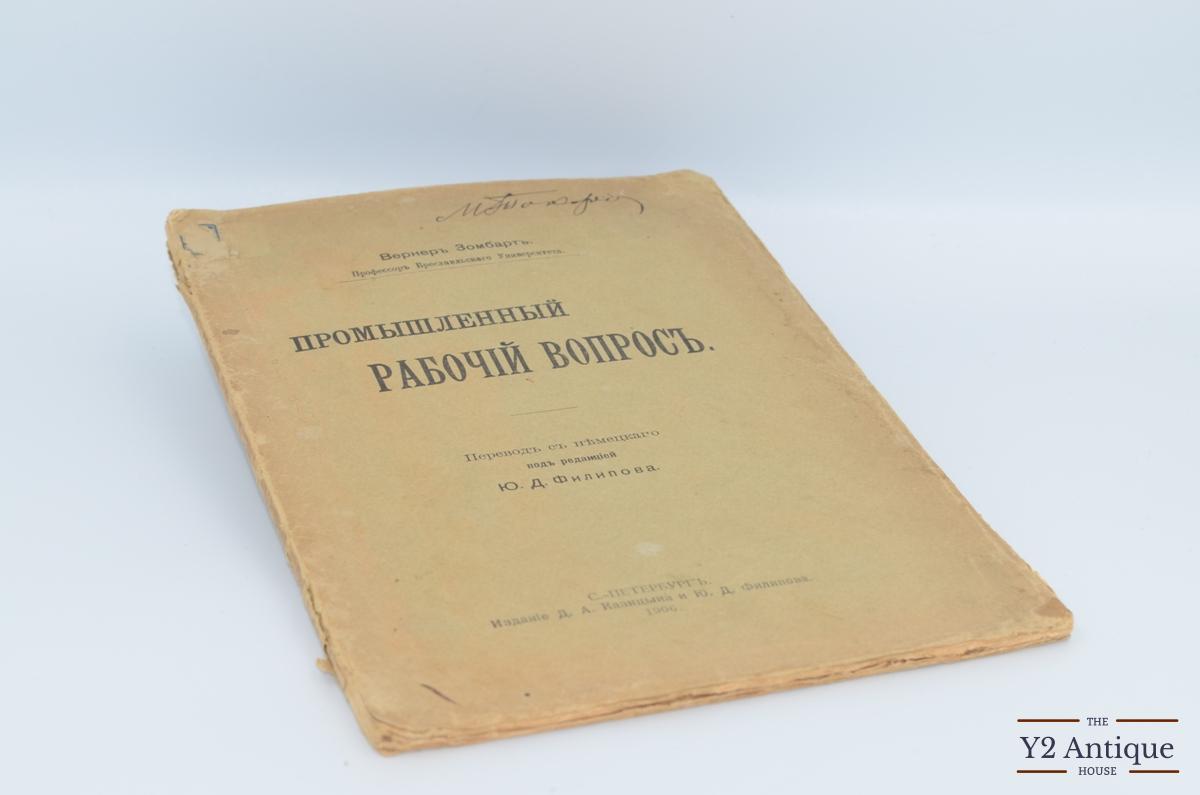 Вернеръ Зомбартъ.
Профессоръ Бреславльскаго Университета.
ПРОМЫШЛЕННЫЙ
РАБОЧІЙ ВОПРОСЪ.
Переводъ съ нѣмецкаго
подъ редакціей
Ю. Д. Филипова.
С.-ПЕТЕРБУРГЪ.
Изданіе Д. А. Казицына и Ю. Д. Филипова.
1906.
THE
Y2 Antique
HOUSE